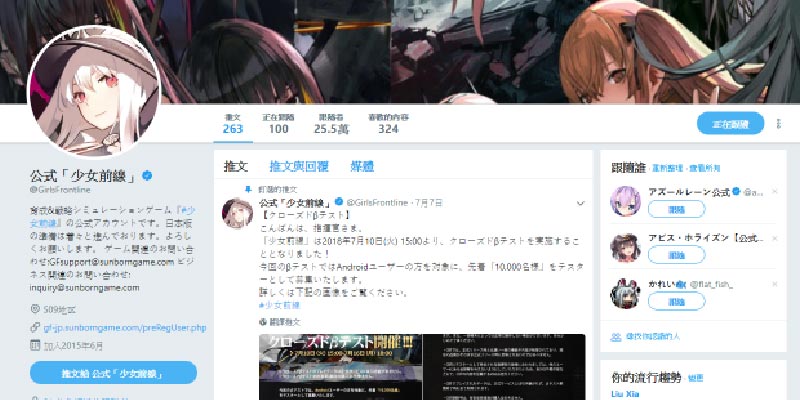 推文 正在跟隨 跟隨者 喜歡的內容
263 100 25.5萬 324
正在跟隨
公式「少女前線」
@GirlsFrontline
育成&戦略シミュレーションゲーム『#少
女前線』の公式アカウントです。日本版
の準備は着々と進んでおります。よろし
くお願いします。 ゲーム関連のお問い合
わせ:GFsupport@sunborngame.com ビジ
ネス関連のお問い合わせ:
inquiry@sunborngame.com
S09地区
gf-jp.sunborngame.com/preRegUser.php
加入2015年6月
推文給 公式「少女前線」
推文 推文與回覆 媒體
釘選的推文
公式「少女前線」 @GirlsFrontline · 7月7日
【クローズドβテスト】
こんばんは、指揮官さま。
「少女前線」は2018年7月10日(火) 15:00より、クローズドβテストを実施するこ
ととなりました！
今回のβテストではAndroidユーザーの方を対象に、先着「10,000名様」をテスタ
ーとして募集いたします。
詳しくは下記の画像をご覧ください。
#少女前線
翻譯推文
クローズドβテスト開催!!!
跟隨誰 · 重新整理 · 查看所有
アズールレーン公式 @a...
跟隨
アビス・ホライズン【公式...
跟隨
かれい @flat_fish_
跟隨
尋找你認識的人
你的流行趨勢 · 變更
Liu Xia